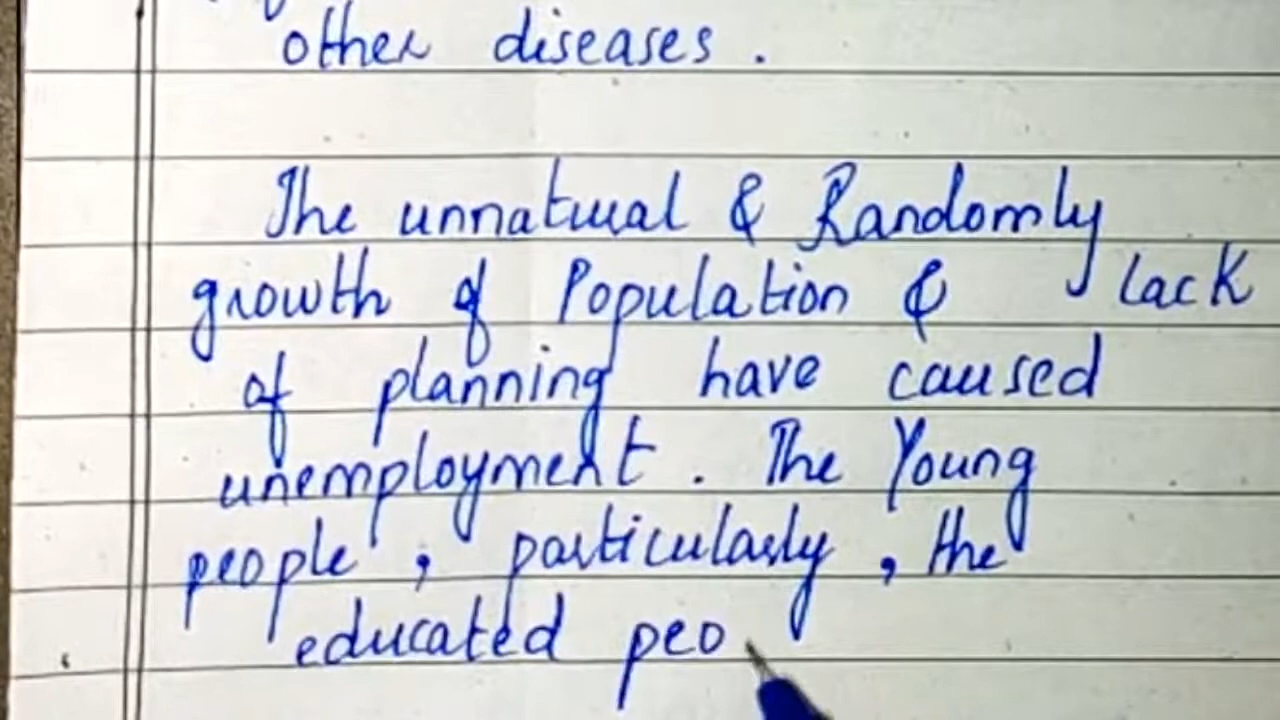 other diseases.
The unnatural & Randomly
growth of Population & lack
of planning have caused
unemployment. The Young
people, particularly, the
educated peo